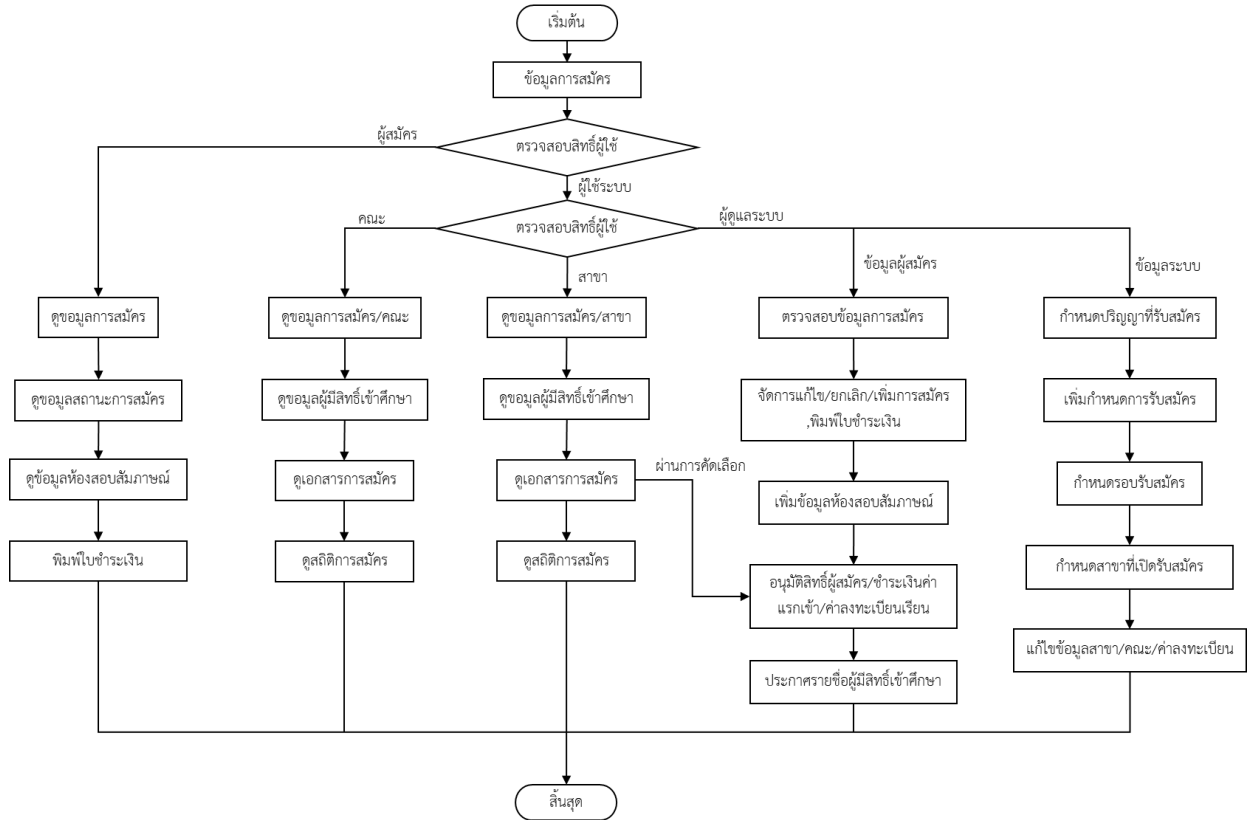 เริ่มต้น
ข้อมูลการสมัคร
ผู้สมัคร
ตรวจสอบสิทธิ์ผู้ใช้
ผู้ใช้ระบบ
คณะ
ตรวจสอบสิทธิ์ผู้ใช้
ผู้ดูแลระบบ
สาขา
ข้อมูลผู้สมัคร
ข้อมูลระบบ
ดูขอมูลการสมัคร
ดูขอมูลการสมัคร/คณะ
ดูขอมูลการสมัคร/สาขา
ตรวจสอบข้อมูลการสมัคร
กำหนดปริญญาที่รับสมัคร
ดูขอมูลสถานะการสมัคร
ดูขอมูลผู้มีสิทธิ์เข้าศึกษา
ดูขอมูลผู้มีสิทธิ์เข้าศึกษา
จัดการแก้ไข/ยกเลิก/เพิ่มการสมัคร
,พิมพ์ใบชำระเงิน
เพิ่มกำหนดการรับสมัคร
ดูข้อมูลห้องสอบสัมภาษณ์
ดูเอกสารการสมัคร
ดูเอกสารการสมัคร
ผ่านการคัดเลือก
เพิ่มข้อมูลห้องสอบสัมภาษณ์
กำหนดรอบรับสมัคร
พิมพ์ใบชำระเงิน
ดูสถิติการสมัคร
ดูสถิติการสมัคร
อนุมัติสิทธิ์ผู้สมัคร/ชำระเงินค่า
แรกเข้า/ค่าลงทะเบียนเรียน
กำหนดสาขาที่เปิดรับสมัคร
ประกาศรายชื่อผู้มีสิทธิ์เข้าศึกษา
แก้ไขข้อมูลสาขา/คณะ/ค่าลงทะเบียน
สิ้นสุด